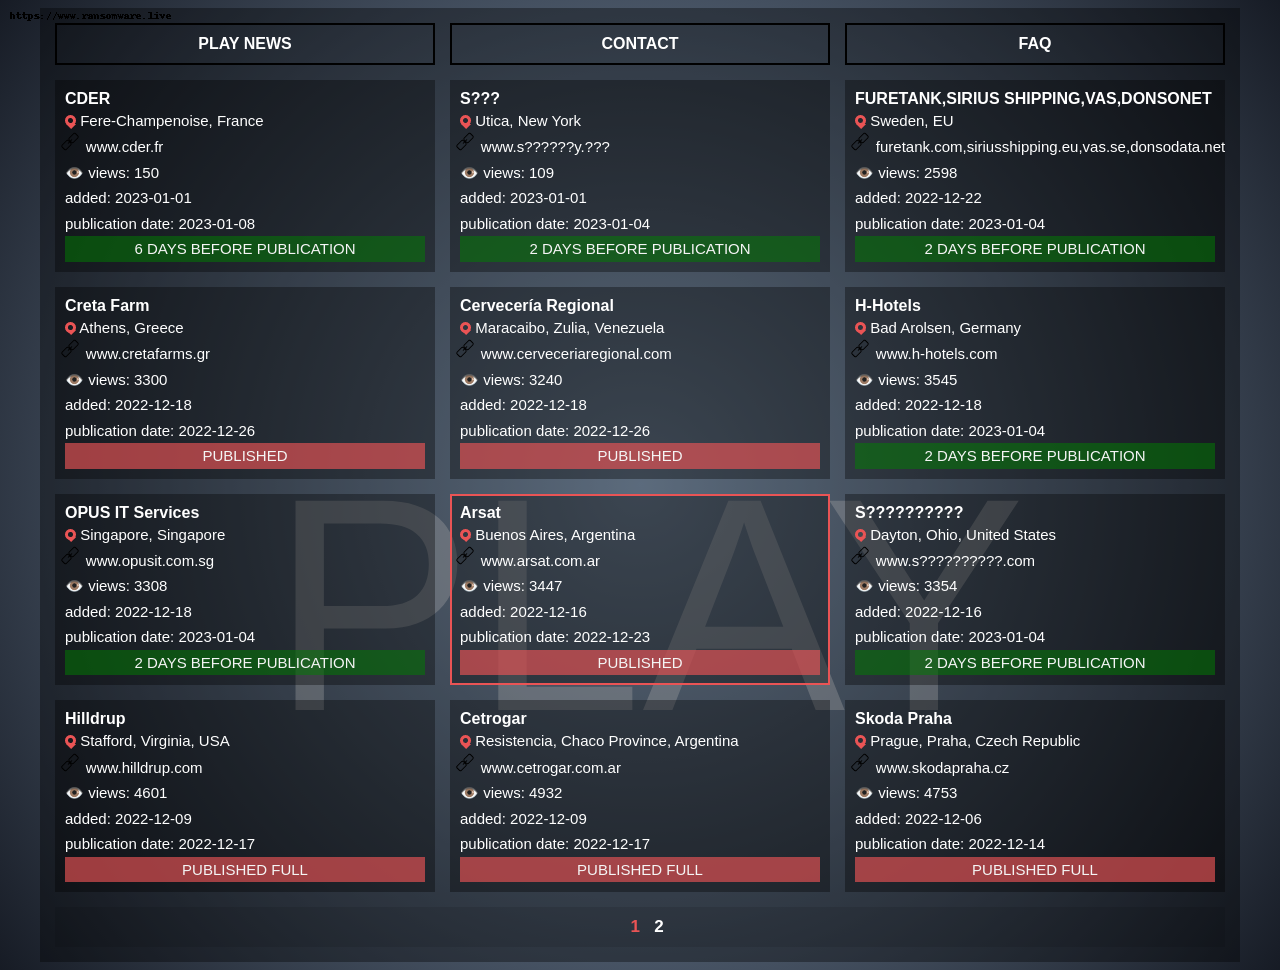 https://www.ransomware.live
PLAY NEWS
CONTACT
FAQ
CDER
Fere-Champenoise, France
www.cder.fr
views: 150
added: 2023-01-01
publication date: 2023-01-08
6 DAYS BEFORE PUBLICATION
S???
Utica, New York
www.s??????y.???
views: 109
added: 2023-01-01
publication date: 2023-01-04
2 DAYS BEFORE PUBLICATION
FURETANK,SIRIUS SHIPPING,VAS,DONSONET
Sweden, EU
furetank.com,siriusshipping.eu,vas.se,donsodata.net
views: 2598
added: 2022-12-22
publication date: 2023-01-04
2 DAYS BEFORE PUBLICATION
Creta Farm
Athens, Greece
www.cretafarms.gr
views: 3300
added: 2022-12-18
publication date: 2022-12-26
PUBLISHED
Cervecería Regional
Maracaibo, Zulia, Venezuela
www.cerveceriaregional.com
views: 3240
added: 2022-12-18
publication date: 2022-12-26
PUBLISHED
H-Hotels
Bad Arolsen, Germany
www.h-hotels.com
views: 3545
added: 2022-12-18
publication date: 2023-01-04
2 DAYS BEFORE PUBLICATION
OPUS IT Services
Singapore, Singapore
www.opusit.com.sg
views: 3308
added: 2022-12-18
publication date: 2023-01-04
2 DAYS BEFORE PUBLICATION
Arsat
Buenos Aires, Argentina
www.arsat.com.ar
views: 3447
added: 2022-12-16
publication date: 2022-12-23
PUBLISHED
S??????????
Dayton, Ohio, United States
www.s??????????.com
views: 3354
added: 2022-12-16
publication date: 2023-01-04
2 DAYS BEFORE PUBLICATION
PLAY
Hilldrup
Stafford, Virginia, USA
www.hilldrup.com
views: 4601
added: 2022-12-09
publication date: 2022-12-17
PUBLISHED FULL
Cetrogar
Resistencia, Chaco Province, Argentina
www.cetrogar.com.ar
views: 4932
added: 2022-12-09
publication date: 2022-12-17
PUBLISHED FULL
Skoda Praha
Prague, Praha, Czech Republic
www.skodapraha.cz
views: 4753
added: 2022-12-06
publication date: 2022-12-14
PUBLISHED FULL
1 2